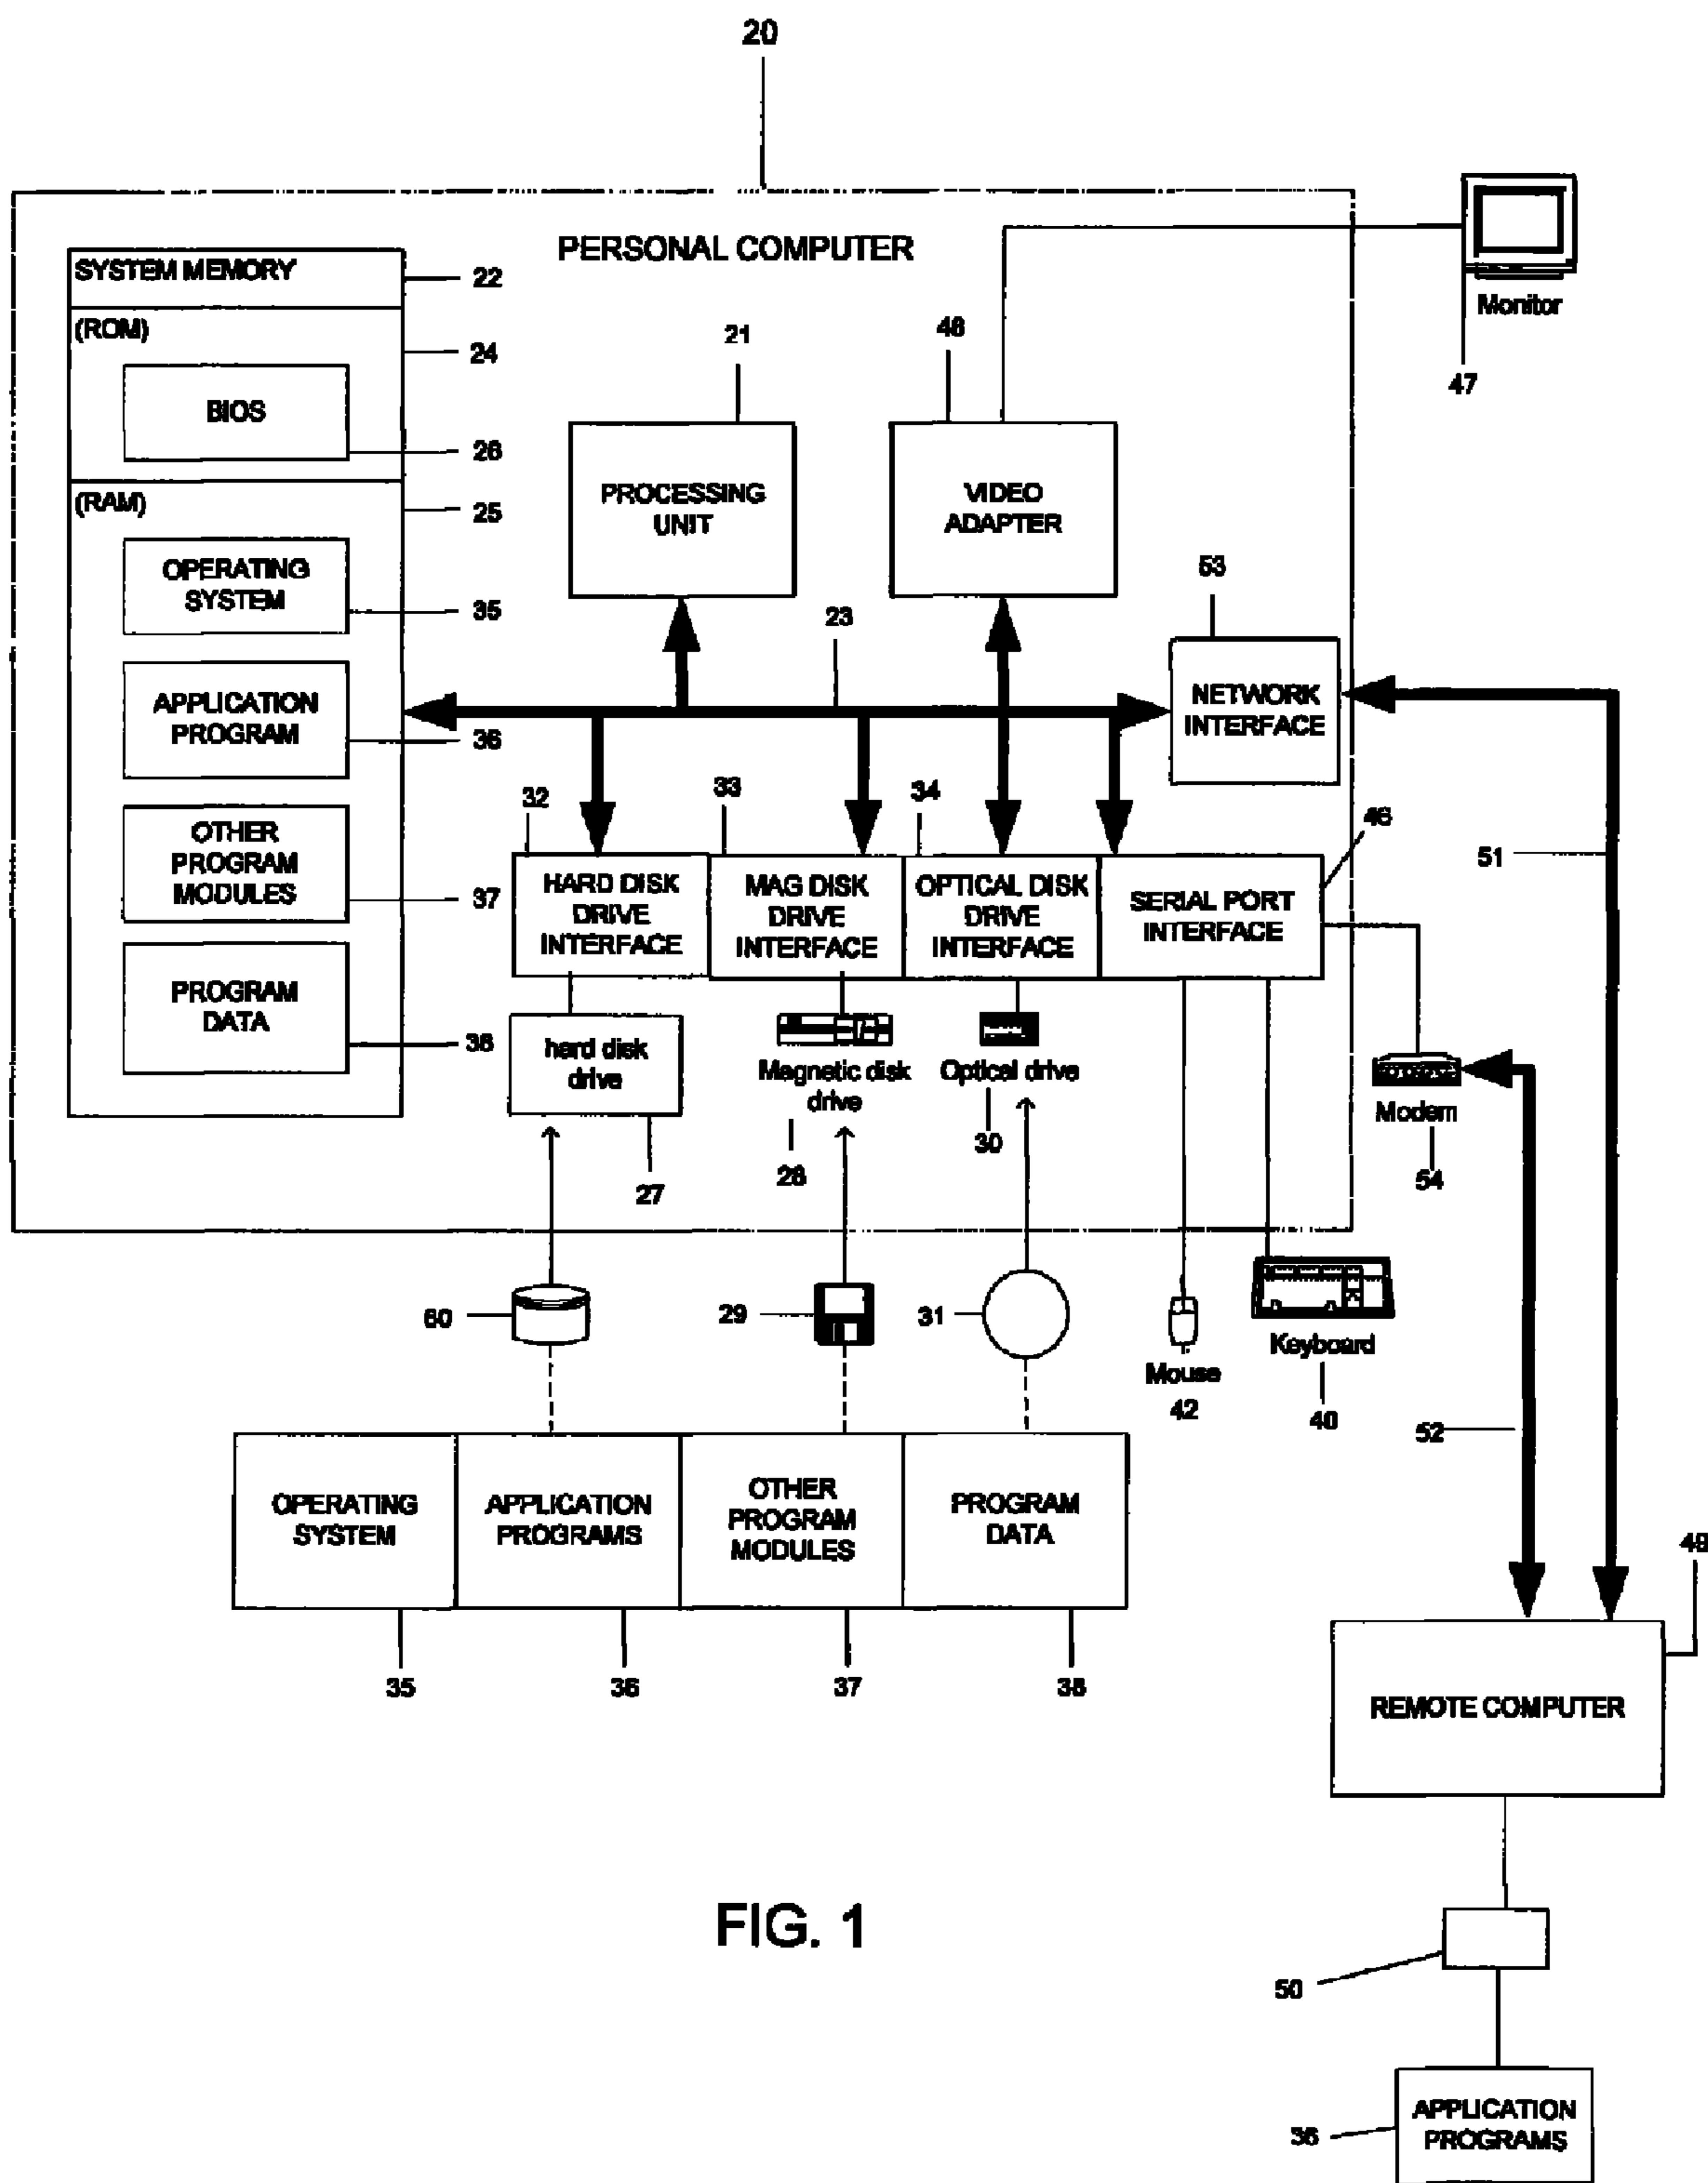 20
PERSONAL COMPUTER
SYSTEM MEMORY
22
(ROM)
24
BIOS
26
(RAM)
25
OPERATING
SYSTEM
35
APPLICATION
PROGRAM
36
OTHER
PROGRAM
MODULES
37
PROGRAM
DATA
38
21
PROCESSING
UNIT
48
VIDEO
ADAPTER
Monitor
47
23
53
NETWORK
INTERFACE
32
HARD DISK
DRIVE
INTERFACE
33
MAG DISK
DRIVE
INTERFACE
34
OPTICAL DISK
DRIVE
INTERFACE
46
SERIAL PORT
INTERFACE
51
hard disk
drive
27
Magnetic disk
drive
28
Optical drive
30
Modem
54
60
29
31
Mouse
42
Keyboard
40
52
OPERATING
SYSTEM
APPLICATION
PROGRAMS
OTHER
PROGRAM
MODULES
PROGRAM
DATA
35
36
37
38
49
REMOTE COMPUTER
50
36
APPLICATION
PROGRAMS
FIG. 1